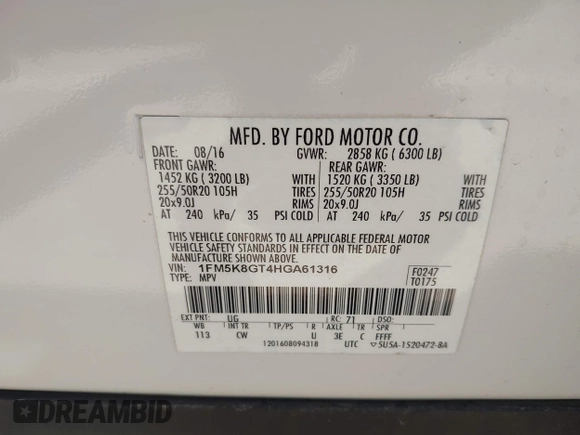 MFD. BY FORD MOTOR CO.
DATE: 08/16 GVWR: 2858 KG ( 6300 LB)
FRONT GAWR: REAR GAWR:
1452 KG ( 3200 LB) WITH 1520 KG ( 3350 LB) WITH
255/50R20 105H TIRES 255/50R20 105H TIRES
20x9.0J RIMS 20x9.0J RIMS
AT 240 kPa/ 35 PSI COLD AT 240 kPa/ 35 PSI COLD
THIS VEHICLE CONFORMS TO ALL APPLICABLE FEDERAL MOTOR
VEHICLE SAFETY STANDARDS IN EFFECT ON THE DATE OF
MANUFACTURE SHOWN ABOVE.
VIN: 1FM5K8GT4HGA61316 F0247
TYPE: MPV T0175
EXT PNT: UG RC: 71 DSO:
WB INT TR TP/PS R AXLE TR SPR
113 CW U 3E C FFFF
1201608094318 UTC 5U5A-1520472-BA
DREAMBID